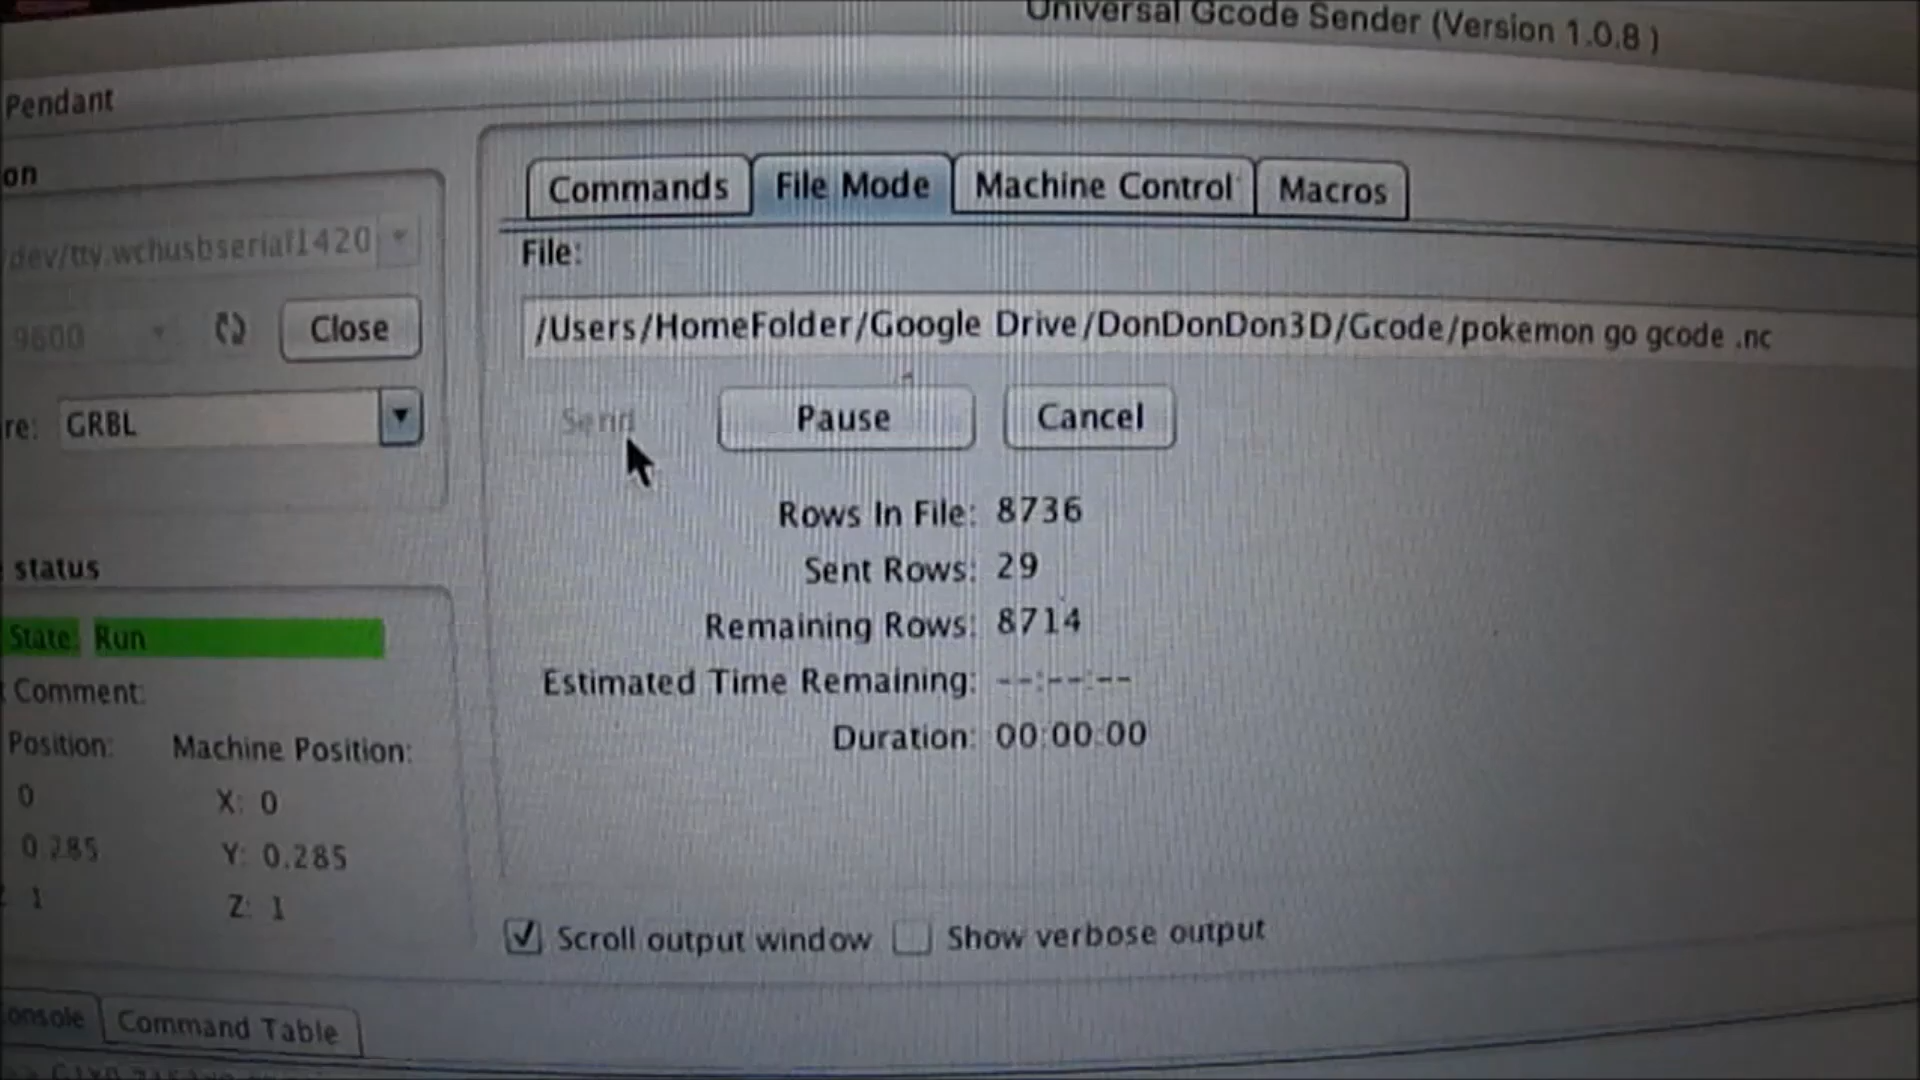 Universal Gcode Sender (Version 1.0.8 )
Pendant
on
Commands
File Mode
Machine Control
Macros
dev/tty.wchusbserial1420
File:
9600
Close
/Users/HomeFolder/Google Drive/DonDonDon3D/Gcode/pokemon go gcode .nc
re: GRBL
Send
Pause
Cancel
Rows In File: 8736
Sent Rows: 29
Remaining Rows: 8714
Estimated Time Remaining: --:--:--
Duration: 00:00:00
status
State: Run
Comment:
Position:
Machine Position:
0
X: 0
0.285
Y: 0.285
1
Z: 1
Scroll output window
Show verbose output
onsole
Command Table